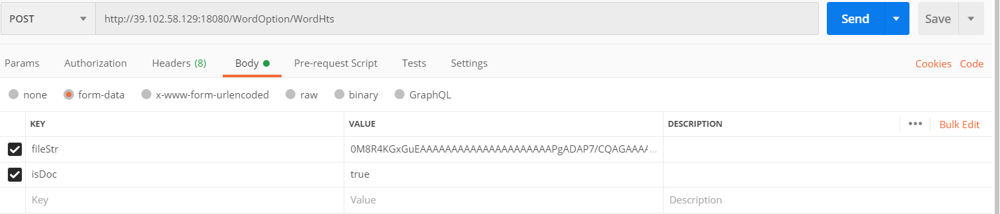 POST http://39.102.58.129:18080/WordOption/WordHts Send Save
Params Authorization Headers (8) Body Pre-request Script Tests Settings Cookies Code
none form-data x-www-form-urlencoded raw binary GraphQL
KEY VALUE DESCRIPTION ••• Bulk Edit
fileStr 0M8R4KGxGuEAAAAAAAAAAAAAAAAAAAAAPgADAP7/CQAGAAAA...
isDoc true
Key Value Description